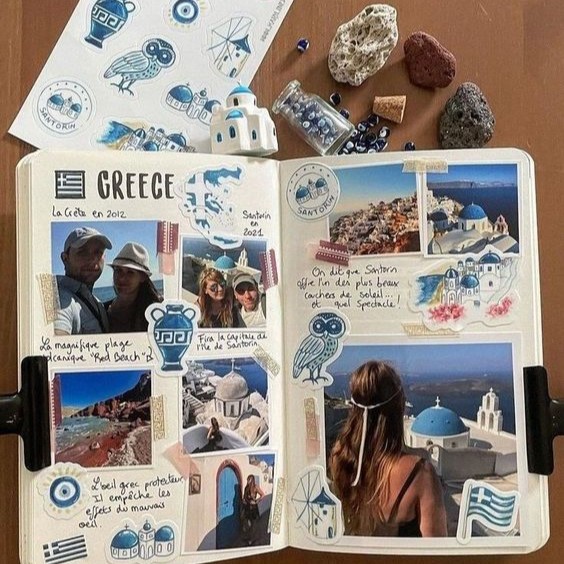 SANTORIN
GREECE
La Crète en 2012
Santorin
en
2021
La magnifique plage
volcanique "Red Beach"
Fira la capitale de
l'île de Santorin.
L'oeil grec protecteur
Il empêche les
effets du mauvais
oeil.
SANTORIN
On dit que Santorin
offre l'un des plus beaux
couchers de soleil...
et quel spectacle!